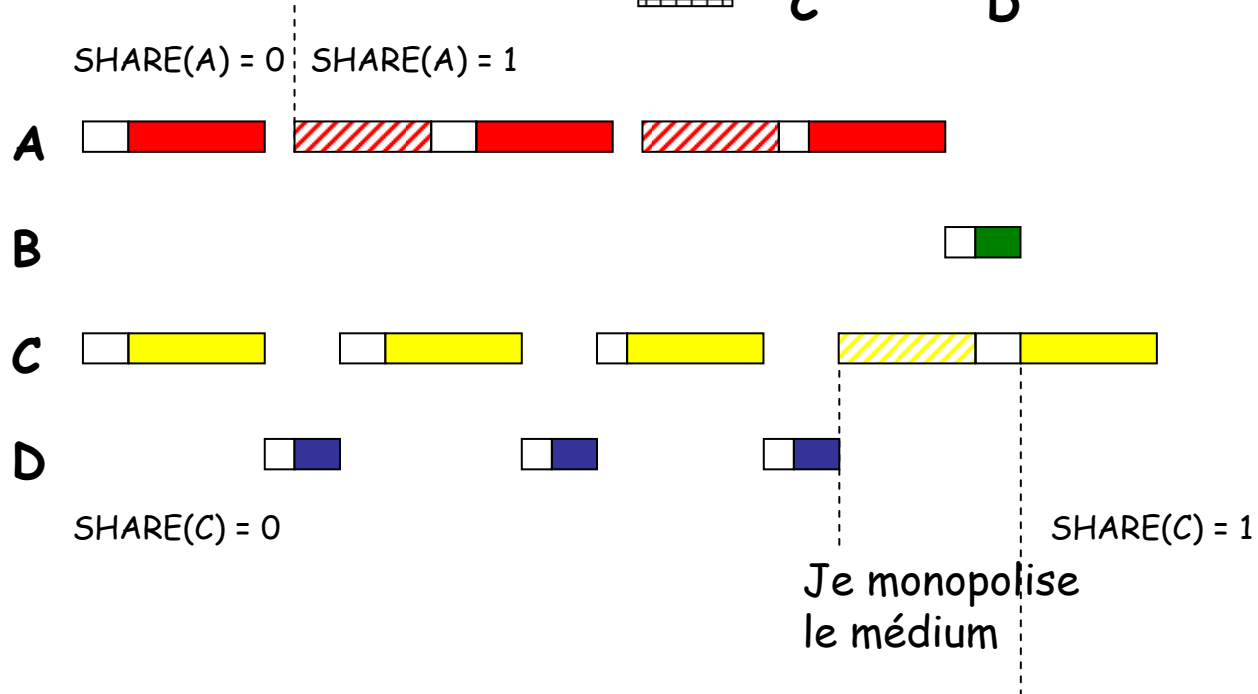 C D
SHARE(A) = 0 SHARE(A) = 1
A
B
C
D
SHARE(C) = 0 SHARE(C) = 1
Je monopolise
le médium